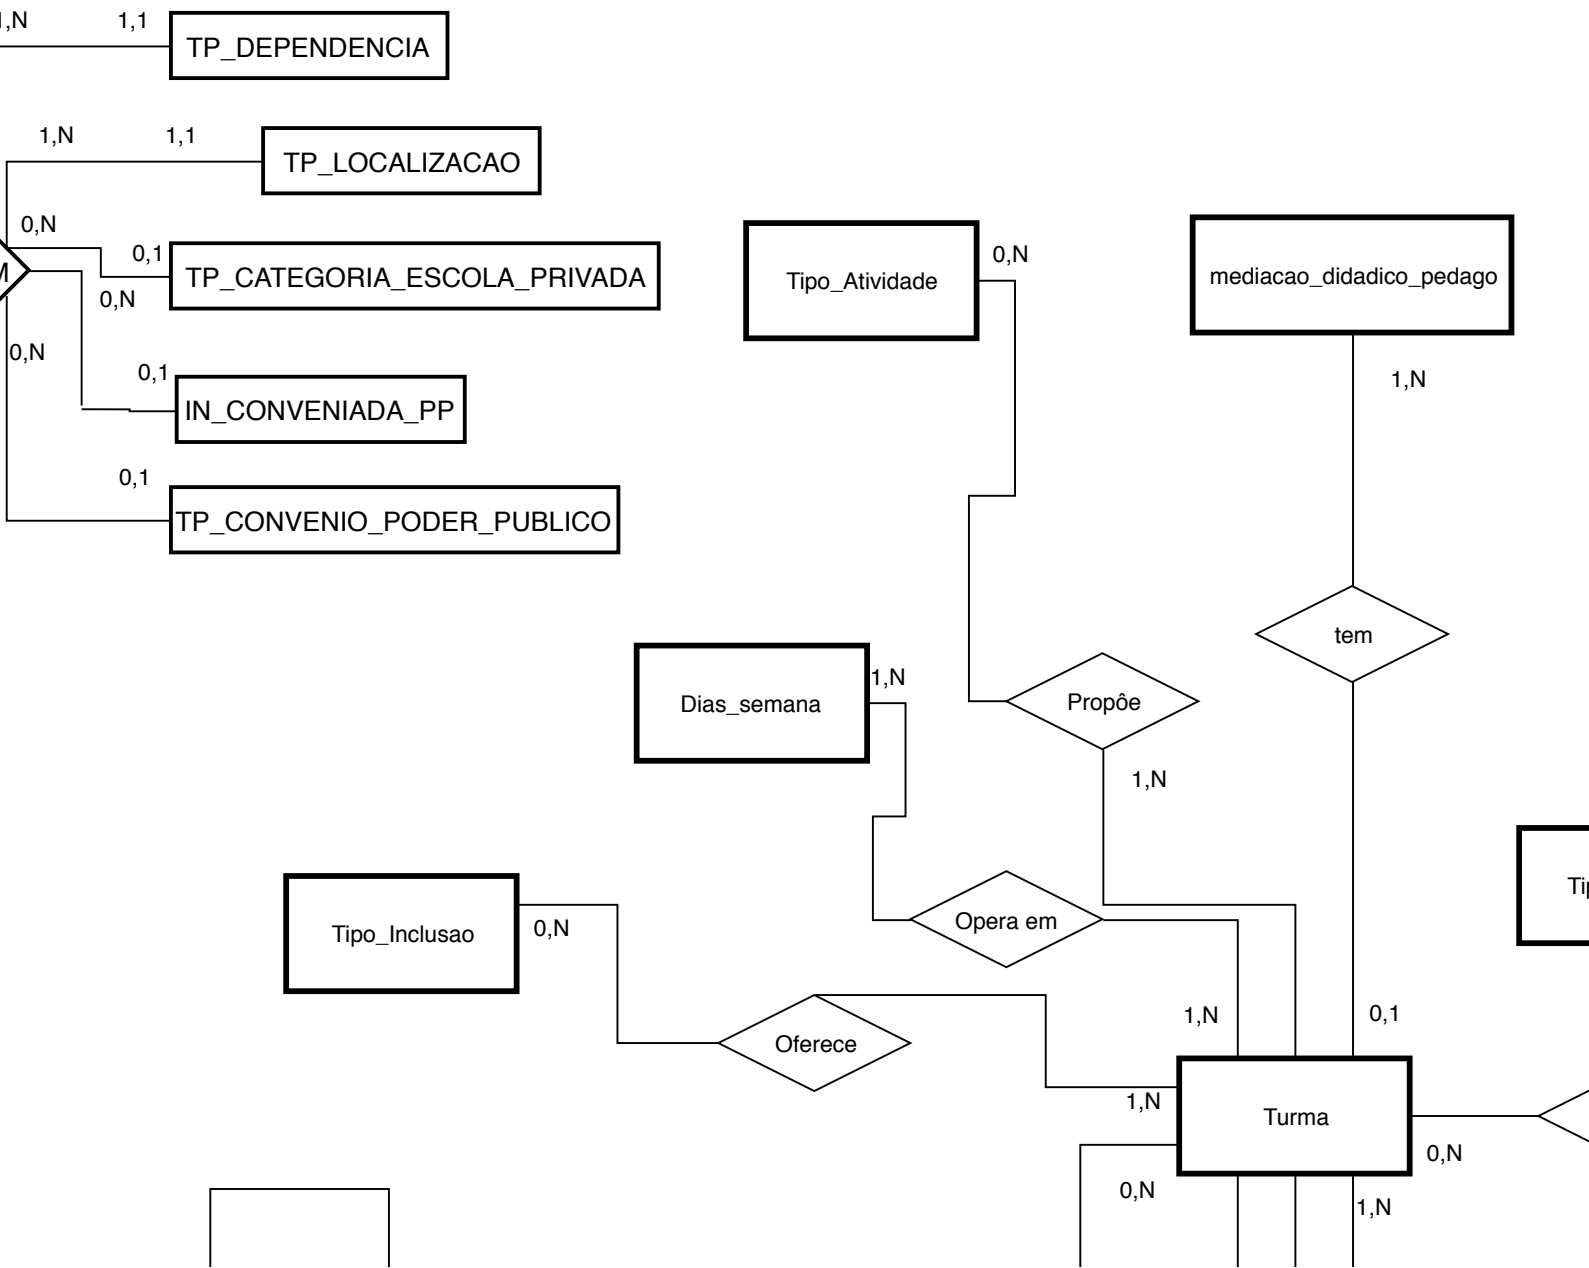 1,N
1,1
TP_DEPENDENCIA
1,N
1,1
TP_LOCALIZACAO
0,N
0,1
TP_CATEGORIA_ESCOLA_PRIVADA
M
0,N
0,N
0,1
IN_CONVENIADA_PP
0,1
TP_CONVENIO_PODER_PUBLICO
Tipo_Atividade
0,N
mediacao_didadico_pedago
1,N
tem
Dias_semana
1,N
Propôe
1,N
Tipo_Inclusao
0,N
Opera em
Oferece
1,N
0,1
1,N
Turma
0,N
0,N
1,N